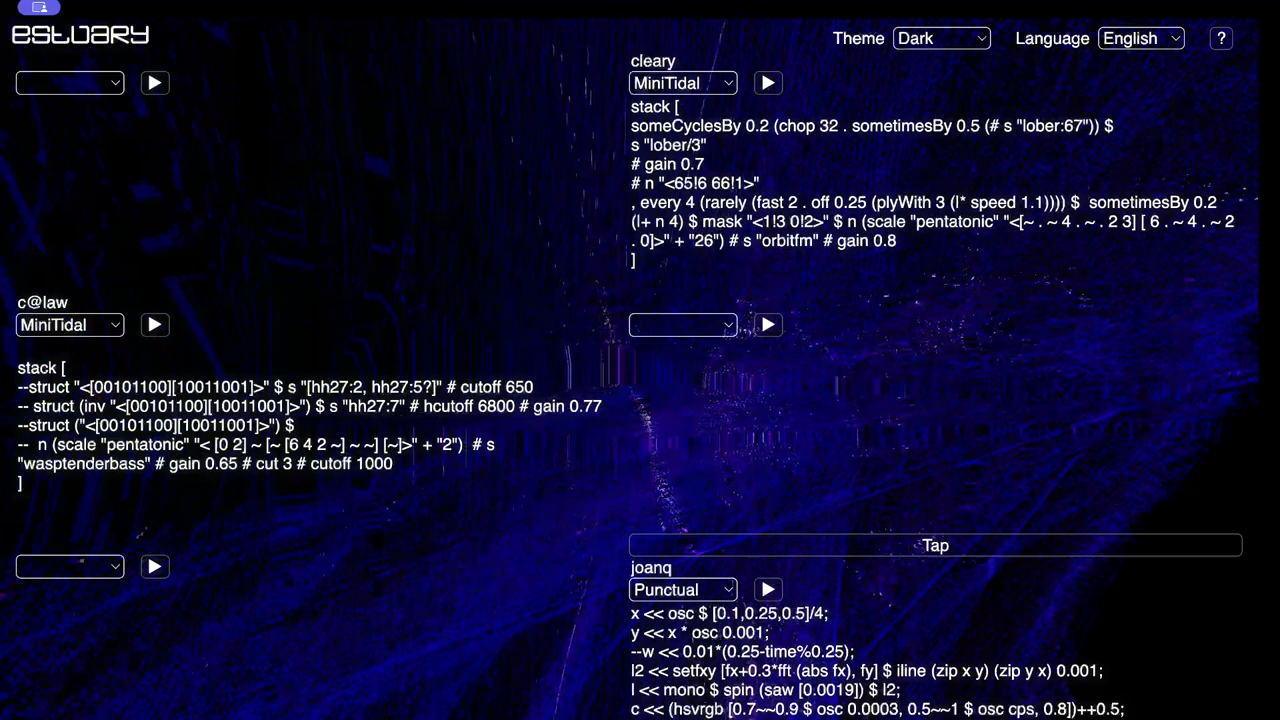 estuary
Theme Dark Language English ?
cleary
MiniTidal
stack [
someCyclesBy 0.2 (chop 32 . sometimesBy 0.5 (# s "lober:67")) $
s "lober/3"
# gain 0.7
# n "<65!6 66!1>"
, every 4 (rarely (fast 2 . off 0.25 (plyWith 3 (|* speed 1.1)))) $  sometimesBy 0.2
(|+ n 4) $ mask "<1!3 0!2>" $ n (scale "pentatonic" "<[~ . ~ 4 . ~ . 2 3] [ 6 . ~ 4 . ~ 2
. 0]>" + "26") # s "orbitfm" # gain 0.8
]
c@law
MiniTidal
stack [
--struct "<[00101100][10011001]>" $ s "[hh27:2, hh27:5?]" # cutoff 650
-- struct (inv "<[00101100][10011001]>") $ s "hh27:7" # hcutoff 6800 # gain 0.77
--struct ("<[00101100][10011001]>") $
--  n (scale "pentatonic" "< [0 2] ~ [~ [6 4 2 ~] ~ ~] [~]>" + "2")  # s
"wasptenderbass" # gain 0.65 # cut 3 # cutoff 1000
]
Tap
joanq
Punctual
x << osc $ [0.1,0.25,0.5]/4;
y << x * osc 0.001;
--w << 0.01*(0.25-time%0.25);
l2 << setfxy [fx+0.3*fft (abs fx), fy] $ iline (zip x y) (zip y x) 0.001;
l << mono $ spin (saw [0.0019]) $ l2;
c << (hsvrgb [0.7~~0.9 $ osc 0.0003, 0.5~~1 $ osc cps, 0.8])++0.5;